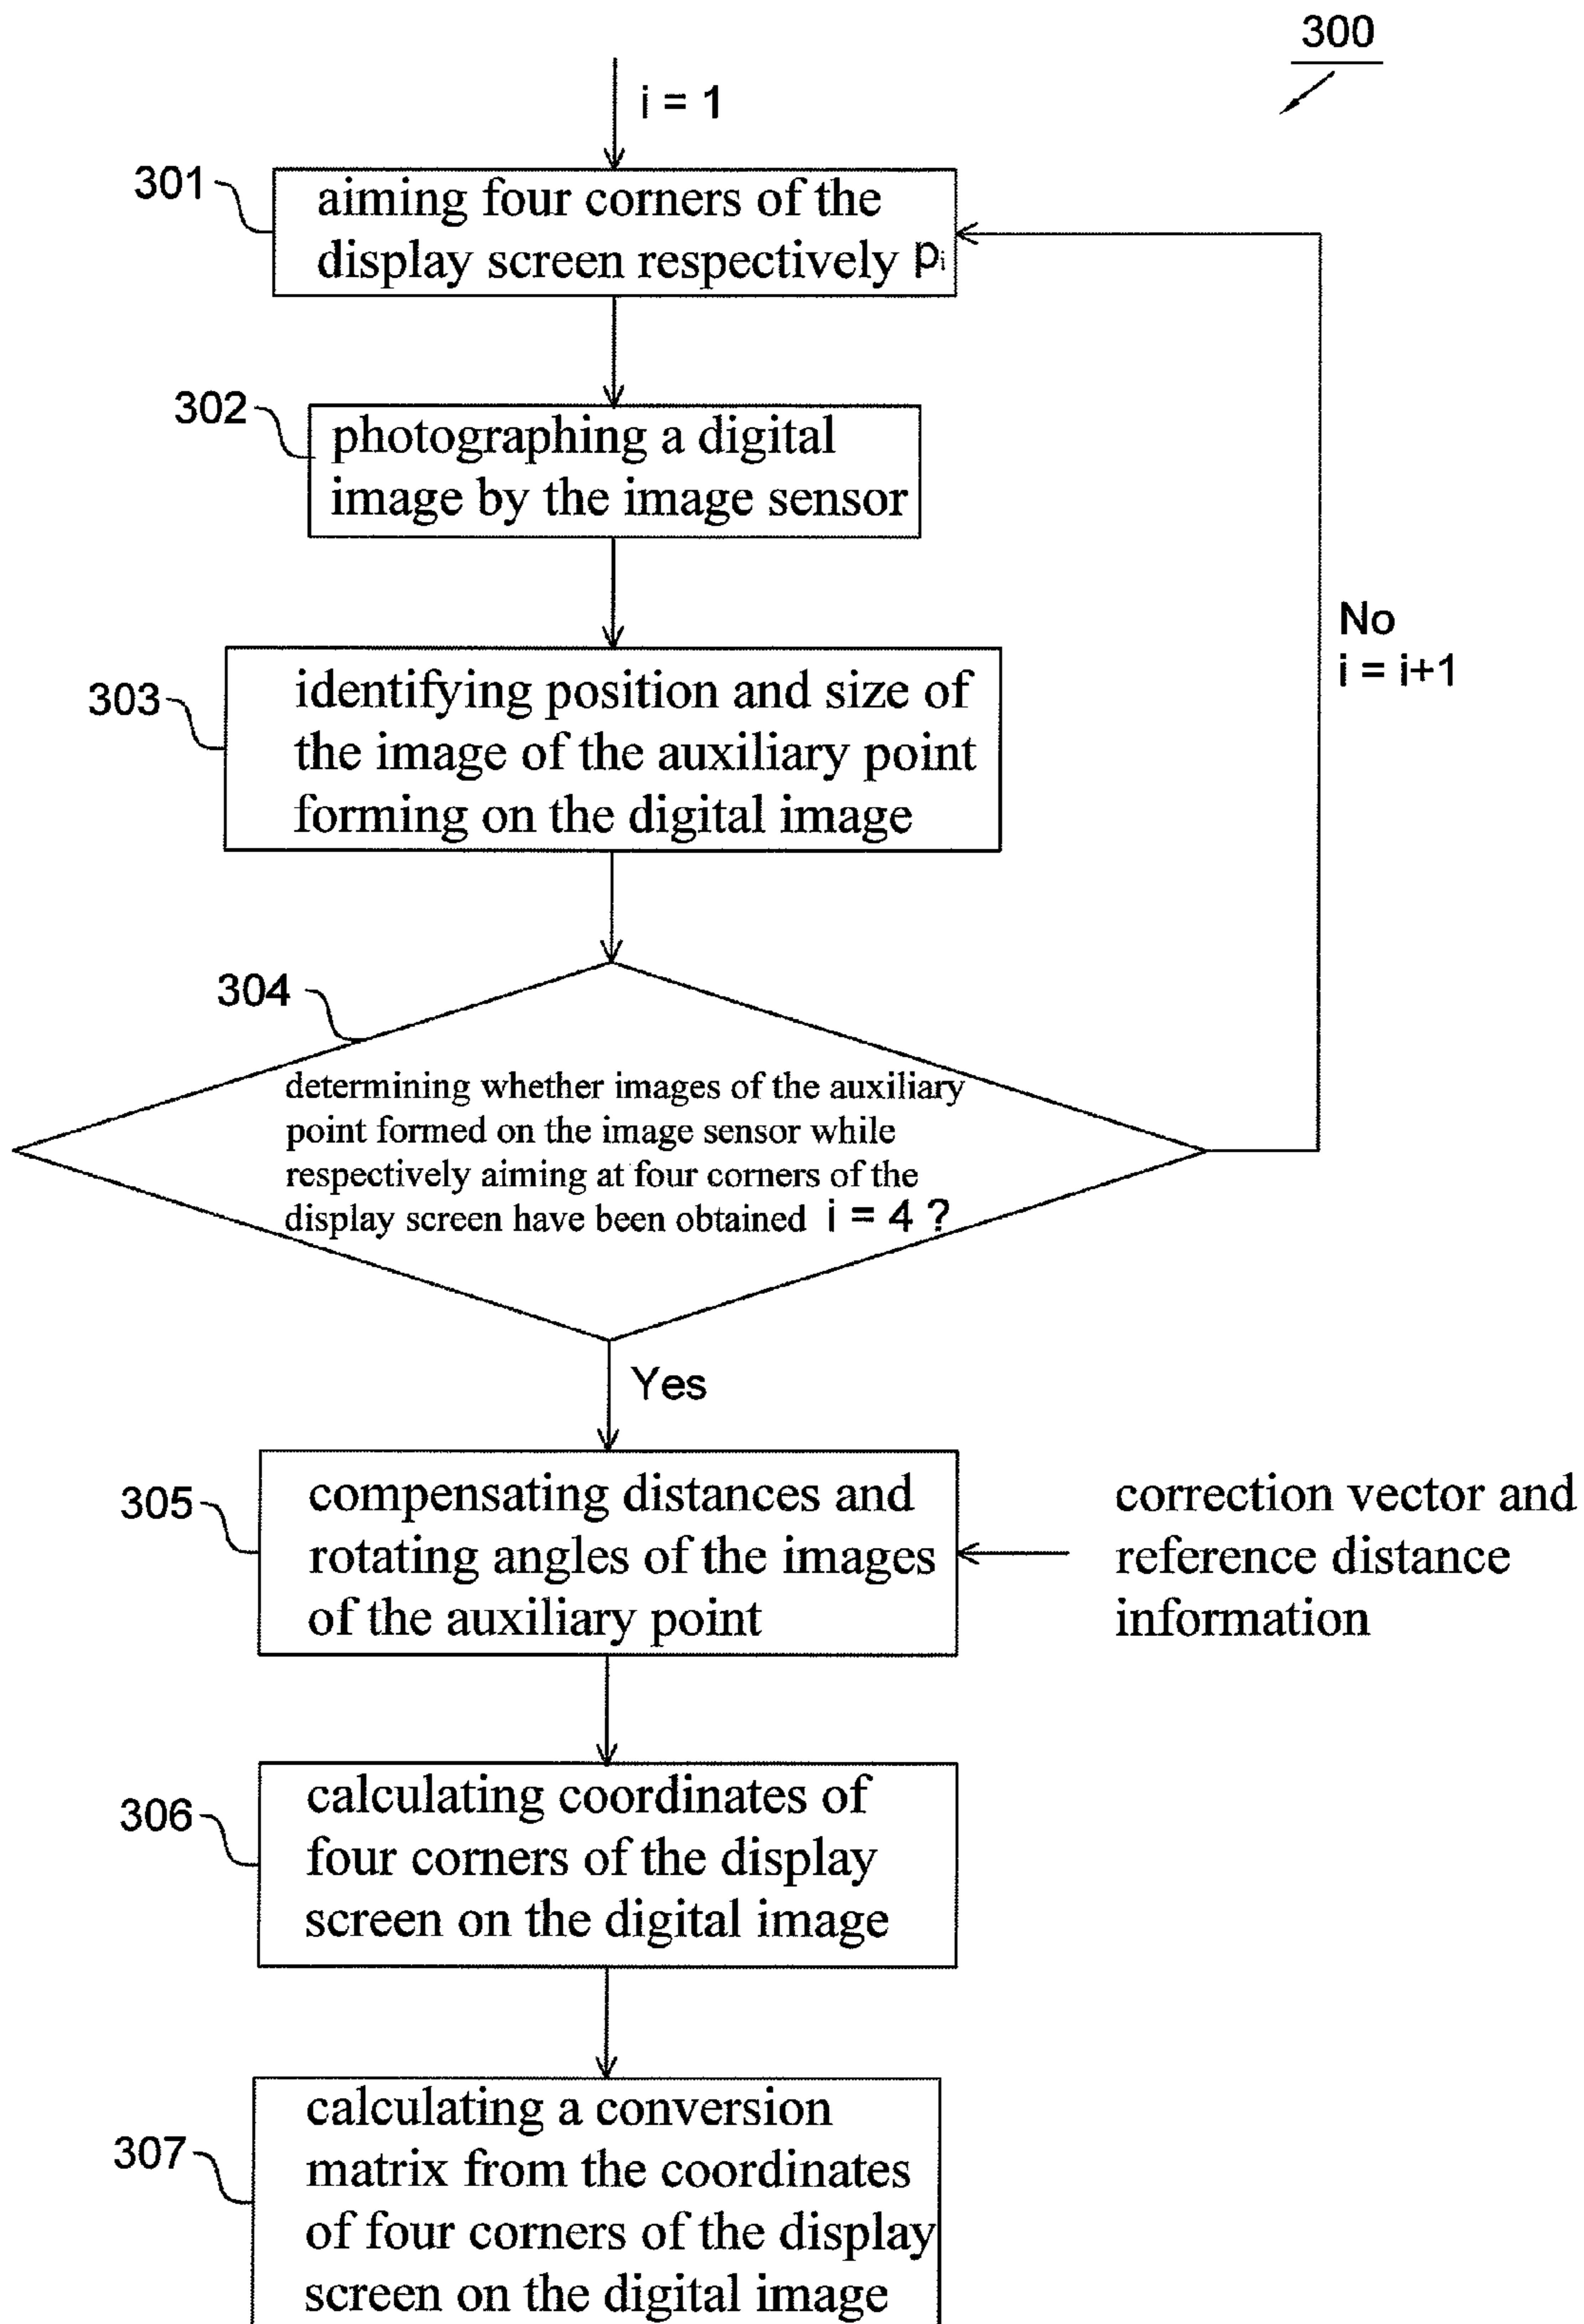 300
i = 1
301
aiming four corners of the
display screen respectively pi
302
photographing a digital
image by the image sensor
303
identifying position and size of
the image of the auxiliary point
forming on the digital image
No
i = i+1
304
determining whether images of the auxiliary
point formed on the image sensor while
respectively aiming at four corners of the
display screen have been obtained i = 4 ?
Yes
305
compensating distances and
rotating angles of the images
of the auxiliary point
correction vector and
reference distance
information
306
calculating coordinates of
four corners of the display
screen on the digital image
307
calculating a conversion
matrix from the coordinates
of four corners of the display
screen on the digital image